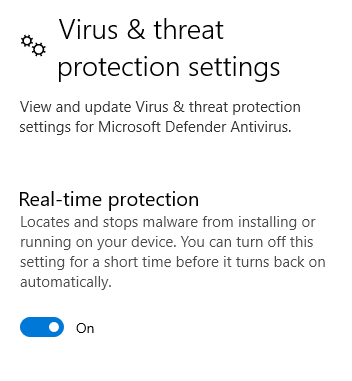 Virus & threat
protection settings
View and update Virus & threat protection
settings for Microsoft Defender Antivirus.
Real-time protection
Locates and stops malware from installing or
running on your device. You can turn off this
setting for a short time before it turns back on
automatically.
On